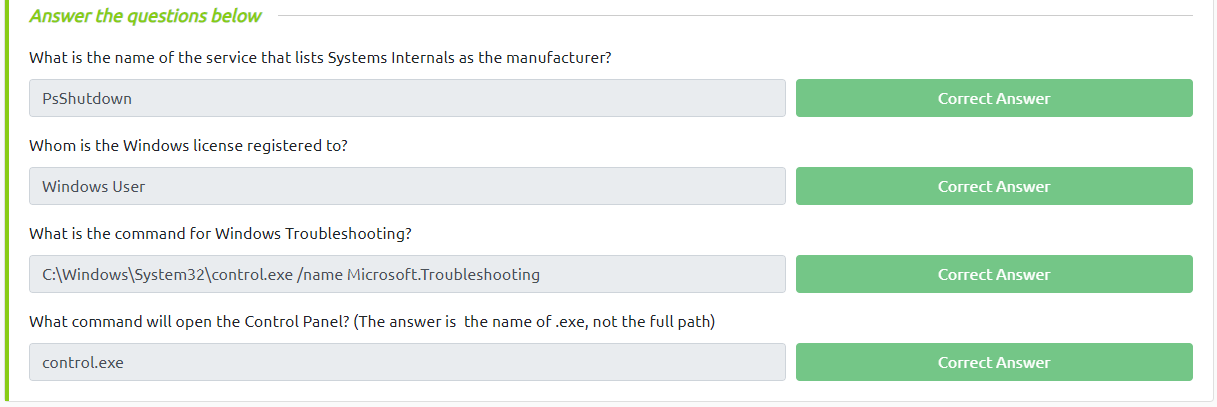 Answer the questions below
What is the name of the service that lists Systems Internals as the manufacturer?
PsShutdown
Correct Answer
Whom is the Windows license registered to?
Windows User
Correct Answer
What is the command for Windows Troubleshooting?
C:\Windows\System32\control.exe /name Microsoft.Troubleshooting
Correct Answer
What command will open the Control Panel? (The answer is  the name of .exe, not the full path)
control.exe
Correct Answer